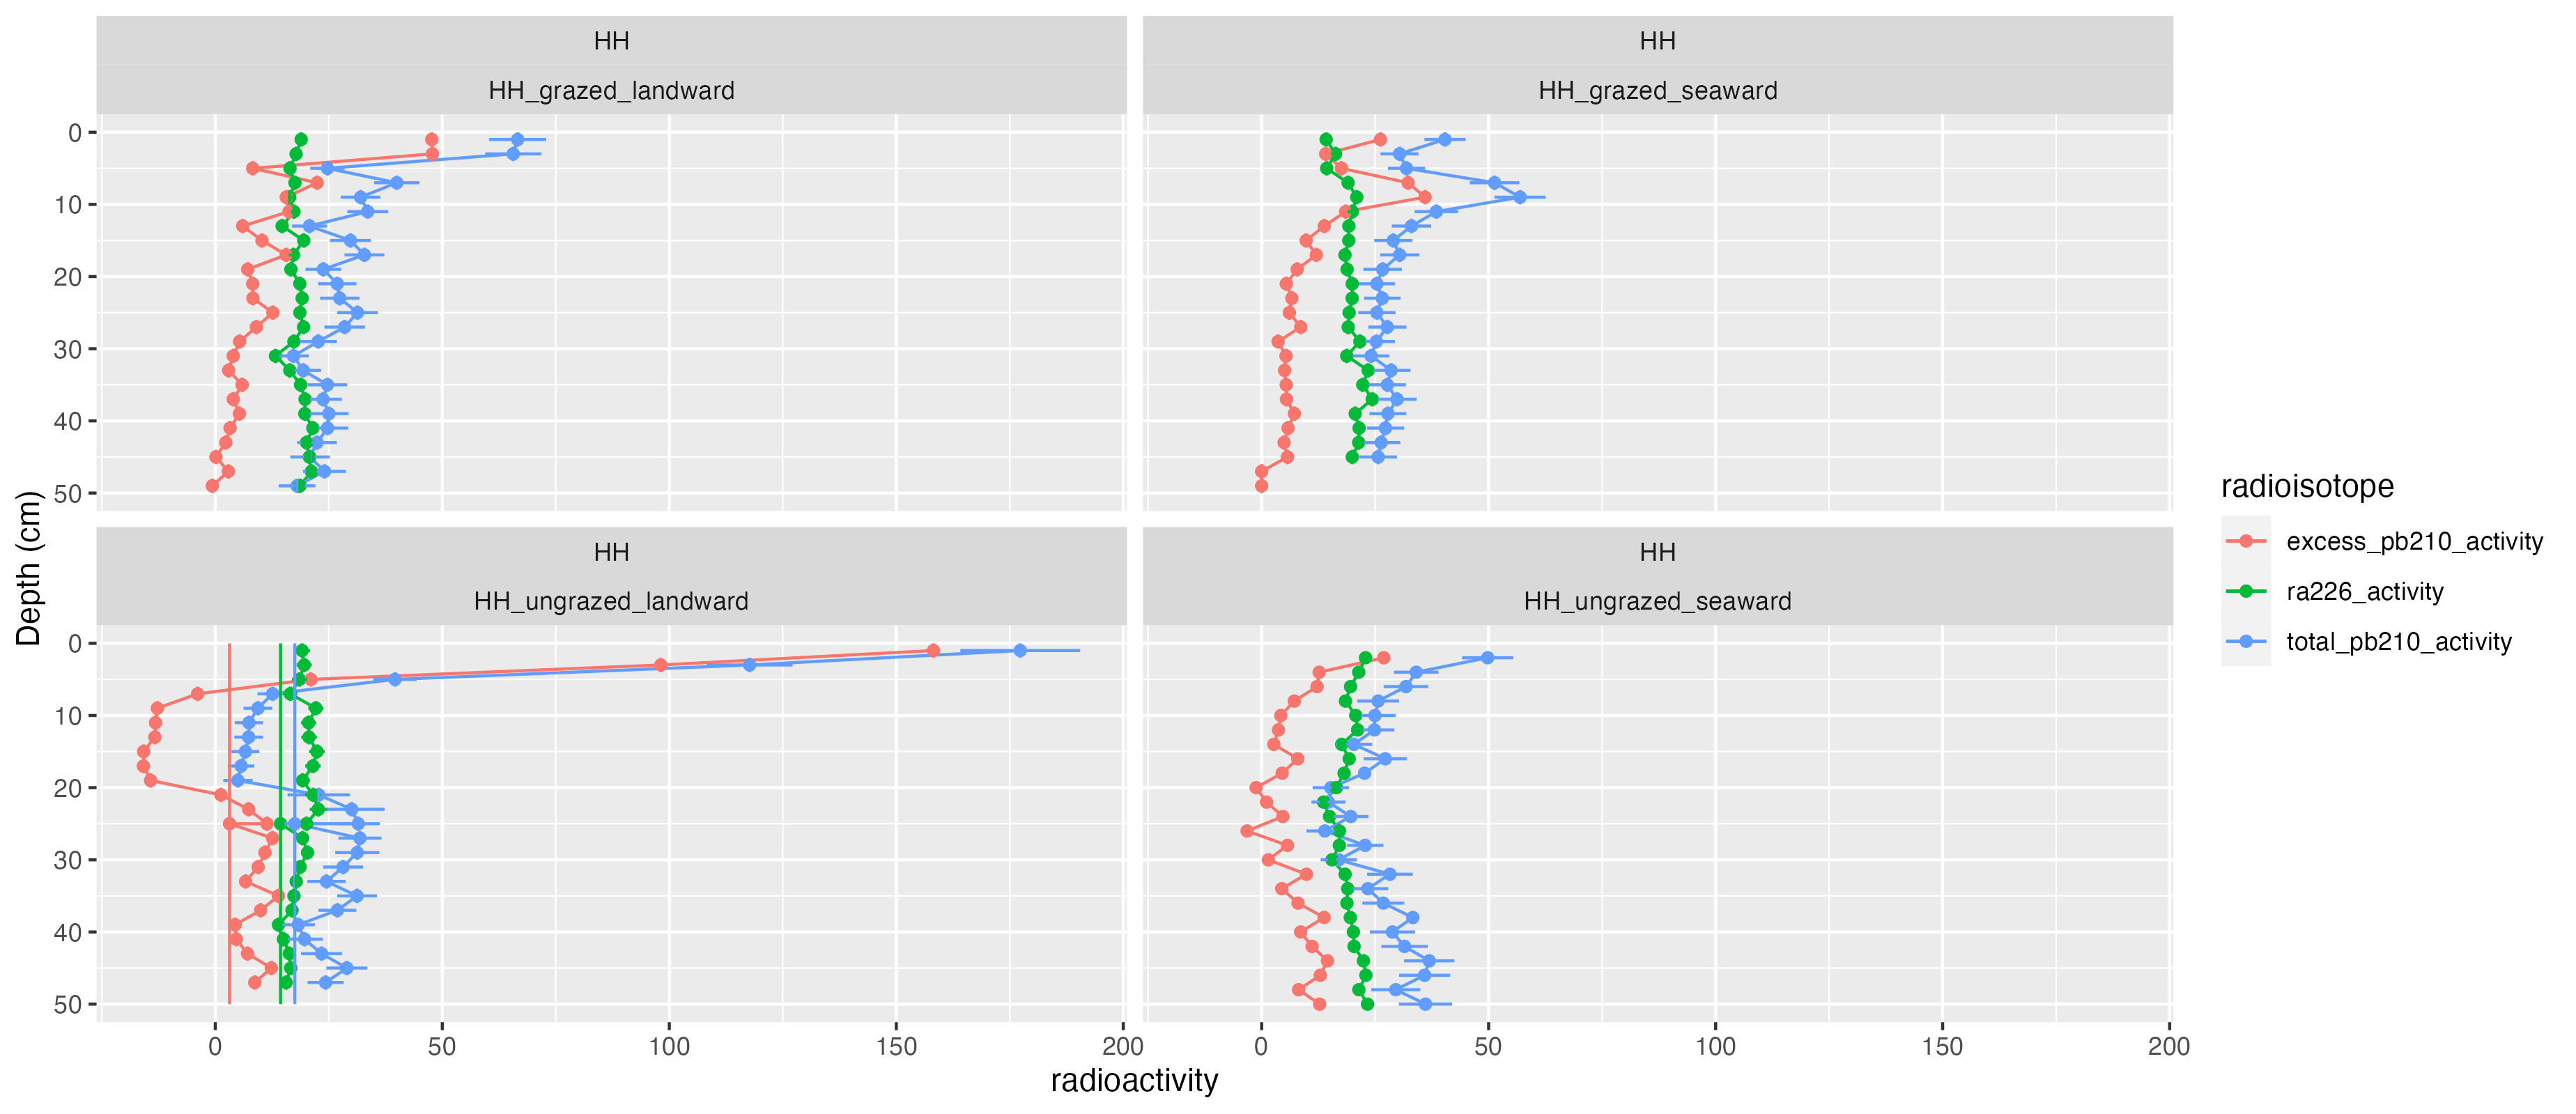 HH
HH
HH_grazed_landward
HH_grazed_seaward
0
10
20
30
40
50
HH
HH
HH_ungrazed_landward
HH_ungrazed_seaward
0
10
20
30
40
50
0
50
100
150
200
0
50
100
150
200
Depth (cm)
radioactivity
radioisotope
excess_pb210_activity
ra226_activity
total_pb210_activity